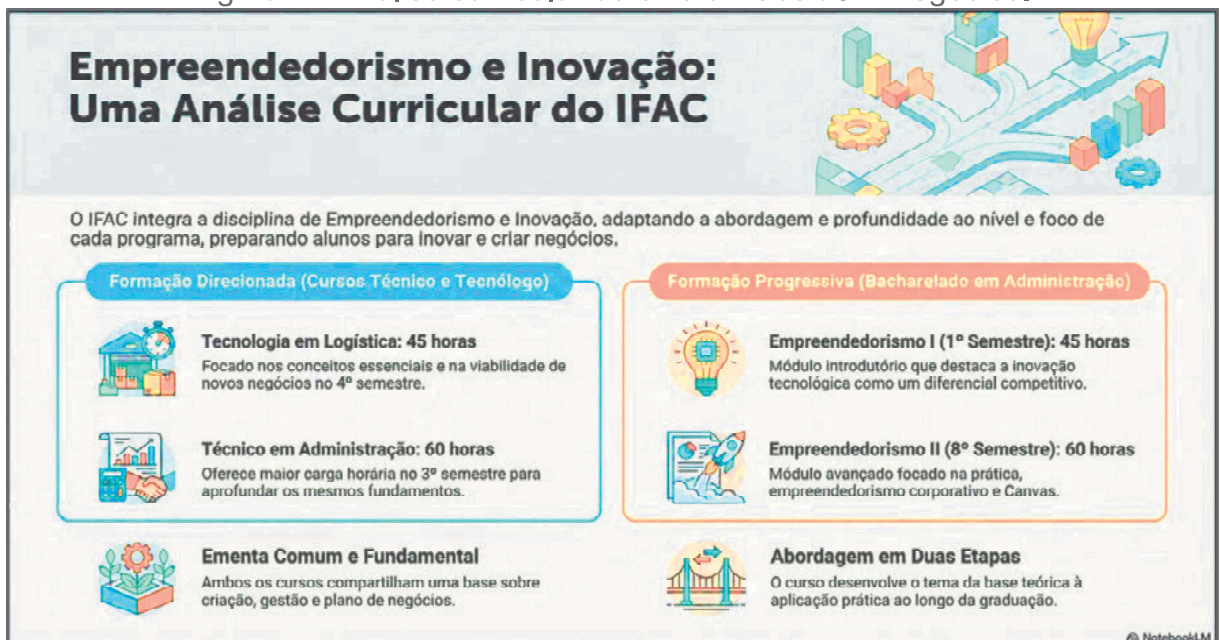 Empreendedorismo e Inovação:
Uma Análise Curricular do IFAC
O IFAC integra a disciplina de Empreendedorismo e Inovação, adaptando a abordagem e profundidade ao nível e foco de
cada programa, preparando alunos para inovar e criar negócios.
Formação Direcionada (Cursos Técnico e Tecnólogo)
Tecnologia em Logística: 45 horas
Focado nos conceitos essenciais e na viabilidade de
novos negócios no 4º semestre.
Técnico em Administração: 60 horas
Oferece maior carga horária no 3º semestre para
aprofundar os mesmos fundamentos.
Ementa Comum e Fundamental
Ambos os cursos compartilham uma base sobre
criação, gestão e plano de negócios.
Formação Progressiva (Bacharelado em Administração)
Empreendedorismo I (1º Semestre): 45 horas
Módulo introdutório que destaca a inovação
tecnológica como um diferencial competitivo.
Empreendedorismo II (8º Semestre): 60 horas
Módulo avançado focado na prática,
empreendedorismo corporativo e Canvas.
Abordagem em Duas Etapas
O curso desenvolve o tema da base teórica à
aplicação prática ao longo da graduação.
NotebookLM